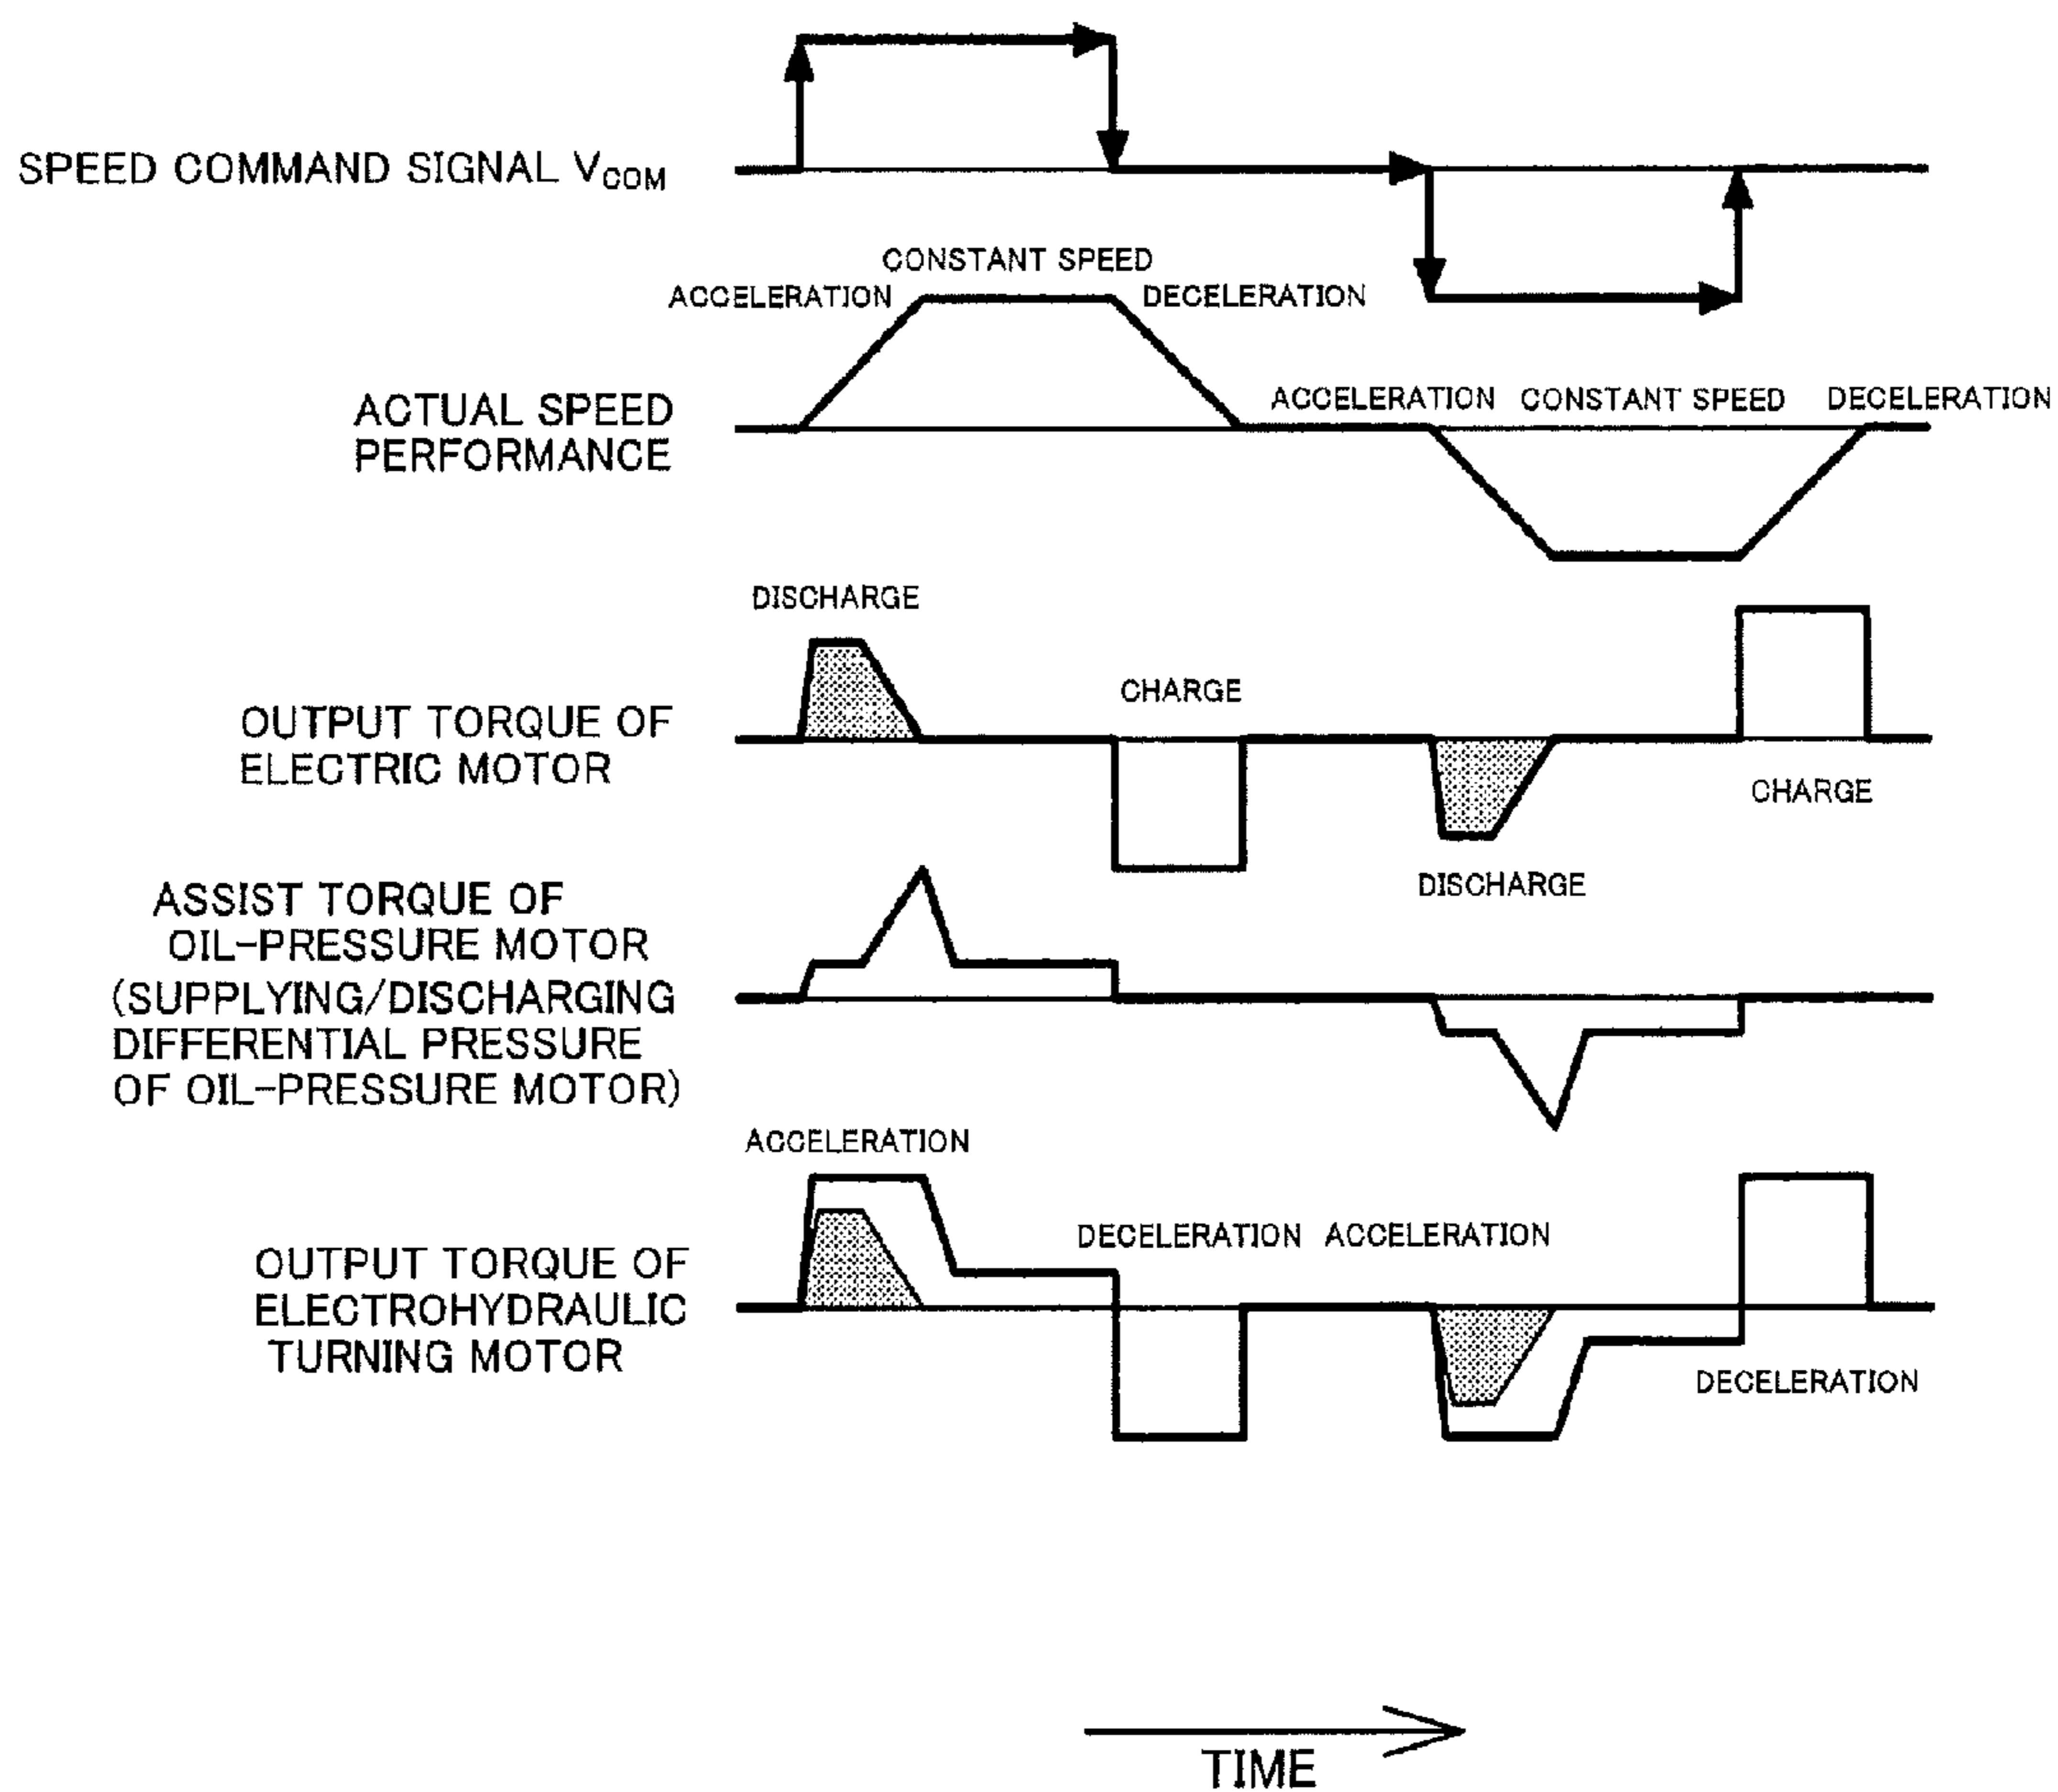 SPEED COMMAND SIGNAL VCOM
CONSTANT SPEED
ACCELERATION
DECELERATION
ACTUAL SPEED
PERFORMANCE
ACCELERATION
CONSTANT SPEED
DECELERATION
DISCHARGE
CHARGE
OUTPUT TORQUE OF
ELECTRIC MOTOR
CHARGE
DISCHARGE
ASSIST TORQUE OF
OIL-PRESSURE MOTOR
(SUPPLYING/DISCHARGING
DIFFERENTIAL PRESSURE
OF OIL-PRESSURE MOTOR)
ACCELERATION
DECELERATION
ACCELERATION
OUTPUT TORQUE OF
ELECTROHYDRAULIC
TURNING MOTOR
DECELERATION
TIME